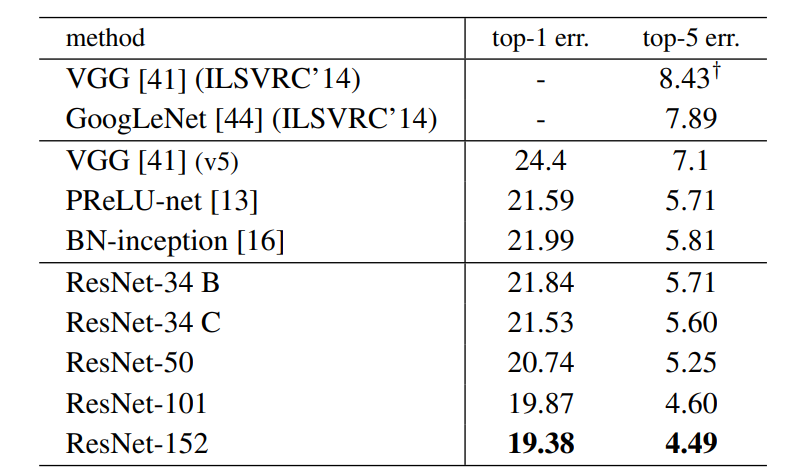 method top-1 err. top-5 err.
VGG [41] (ILSVRC’14) - 8.43†
GoogLeNet [44] (ILSVRC’14) - 7.89
VGG [41] (v5) 24.4 7.1
PReLU-net [13] 21.59 5.71
BN-inception [16] 21.99 5.81
ResNet-34 B 21.84 5.71
ResNet-34 C 21.53 5.60
ResNet-50 20.74 5.25
ResNet-101 19.87 4.60
ResNet-152 19.38 4.49